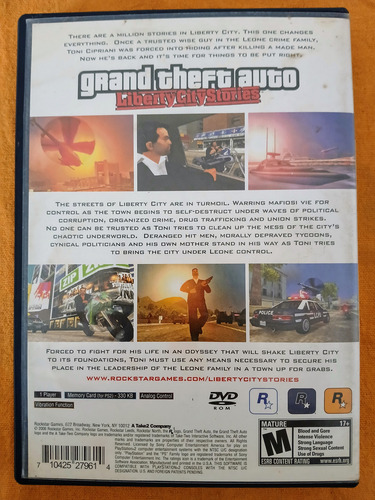 THERE ARE A MILLION STORIES IN LIBERTY CITY. THIS ONE CHANGES
EVERYTHING. ONCE A TRUSTED WISE GUY IN THE LEONE CRIME FAMILY,
TONI CIPRIANI WAS FORCED INTO HIDING AFTER KILLING A MADE MAN.
NOW HE'S BACK AND IT'S TIME FOR THINGS TO BE PUT RIGHT.
grand theft auto
Liberty City Stories
THE STREETS OF LIBERTY CITY ARE IN TURMOIL. WARRING MAFIOSI VIE FOR
CONTROL AS THE TOWN BEGINS TO SELF-DESTRUCT UNDER WAVES OF POLITICAL
CORRUPTION, ORGANIZED CRIME, DRUG TRAFFICKING AND UNION STRIKES.
NO ONE CAN BE TRUSTED AS TONI TRIES TO CLEAN UP THE MESS OF THE CITY'S
CHAOTIC UNDERWORLD. DERANGED HIT MEN, MORALLY DEPRAVED TYCOONS,
CYNICAL POLITICIANS AND HIS OWN MOTHER STAND IN HIS WAY AS TONI TRIES
TO BRING THE CITY UNDER LEONE CONTROL.
ZIP
POLICE
FORCED TO FIGHT FOR HIS LIFE IN AN ODYSSEY THAT WILL SHAKE LIBERTY CITY
TO ITS FOUNDATIONS, TONI MUST USE ANY MEANS NECESSARY TO SECURE HIS
PLACE IN THE LEADERSHIP OF THE LEONE FAMILY IN A TOWN UP FOR GRABS.
WWW.ROCKSTARGAMES.COM/LIBERTYCITYSTORIES
1 Player
Memory Card (for PS2) - 330 KB
Analog Control
Vibration Function
DVD
ROM
R
R
R
Rockstar Games, 622 Broadway, New York, NY 10012 A Take2 Company
7 10425 27961 4
MATURE 17+
M
Blood and Gore
Intense Violence
Strong Language
Strong Sexual Content
Use of Drugs
ESRB CONTENT RATING www.esrb.org